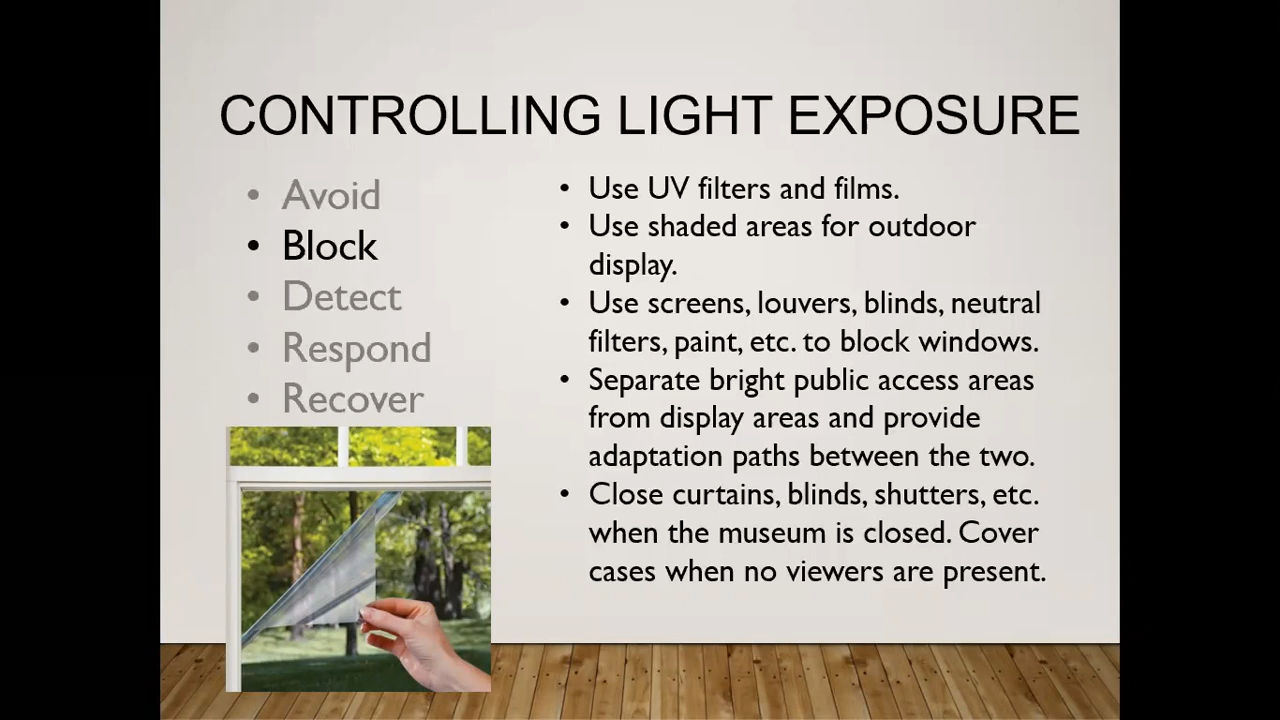 CONTROLLING LIGHT EXPOSURE
• Avoid
• Block
• Detect
• Respond
• Recover
• Use UV filters and films.
• Use shaded areas for outdoor
display.
• Use screens, louvers, blinds, neutral
filters, paint, etc. to block windows.
• Separate bright public access areas
from display areas and provide
adaptation paths between the two.
• Close curtains, blinds, shutters, etc.
when the museum is closed. Cover
cases when no viewers are present.